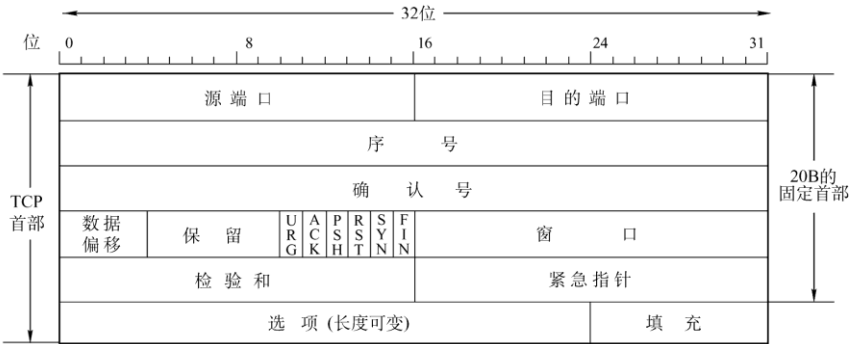 32位
位 0 8 16 24 31
源端口 目的端口
序 号
确 认 号
TCP
首部
20B的
固定首部
数据
偏移
保 留
URG
ACK
PSH
RST
SYN
FIN
窗 口
检验和 紧急指针
选 项 (长度可变) 填 充